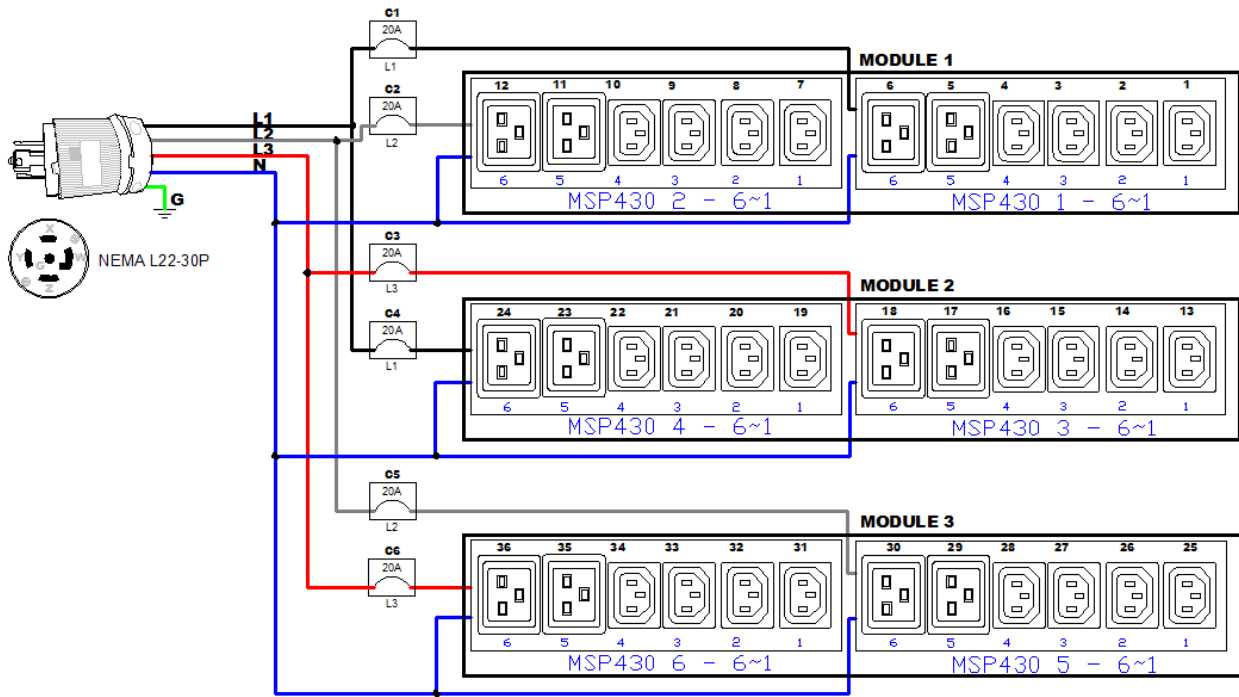 C1
20A
L1
MODULE 1
12 11 10 9 8 7 6 5 4 3 2 1
C2
20A
L2
L1
L2
L3
N
G
6 5 4 3 2 1 6 5 4 3 2 1
MSP430 2 - 6~1 MSP430 1 - 6~1
X
Y G W
Z
NEMA L22-30P
C3
20A
L3
MODULE 2
24 23 22 21 20 19 18 17 16 15 14 13
C4
20A
L1
6 5 4 3 2 1 6 5 4 3 2 1
MSP430 4 - 6~1 MSP430 3 - 6~1
C5
20A
L2
MODULE 3
36 35 34 33 32 31 30 29 28 27 26 25
C6
20A
L3
6 5 4 3 2 1 6 5 4 3 2 1
MSP430 6 - 6~1 MSP430 5 - 6~1